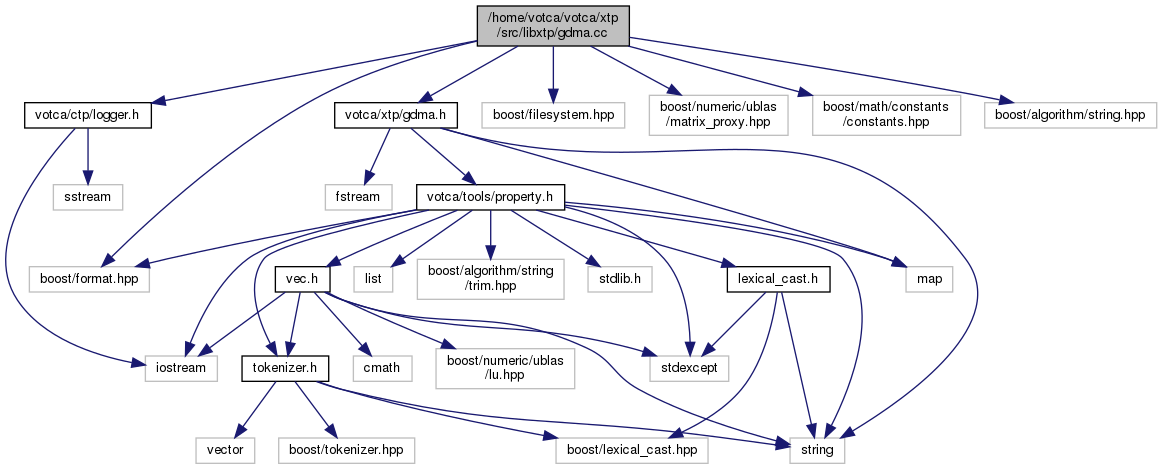 /home/votca/votca/xtp
/src/libxtp/gdma.cc
votca/ctp/logger.h
votca/xtp/gdma.h
boost/filesystem.hpp
boost/numeric/ublas
/matrix_proxy.hpp
boost/math/constants
/constants.hpp
boost/algorithm/string.hpp
sstream
fstream
votca/tools/property.h
boost/format.hpp
vec.h
list
boost/algorithm/string
/trim.hpp
stdlib.h
lexical_cast.h
map
iostream
tokenizer.h
cmath
boost/numeric/ublas
/lu.hpp
stdexcept
vector
boost/tokenizer.hpp
boost/lexical_cast.hpp
string